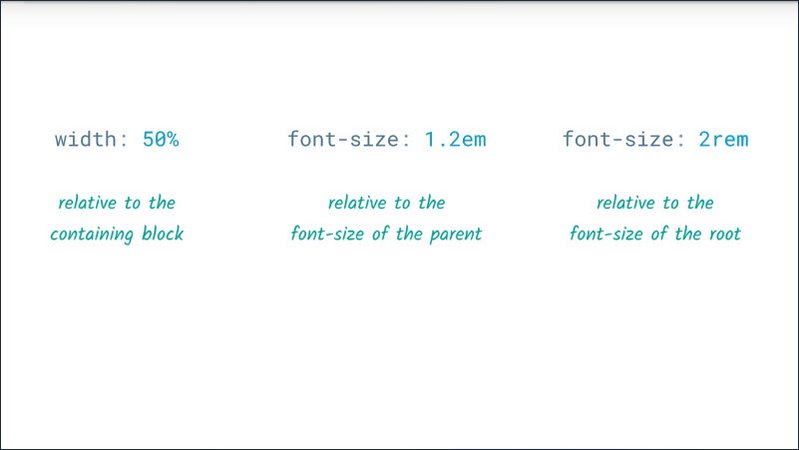 width: 50%
relative to the
containing block
font-size: 1.2em
relative to the
font-size of the parent
font-size: 2rem
relative to the
font-size of the root